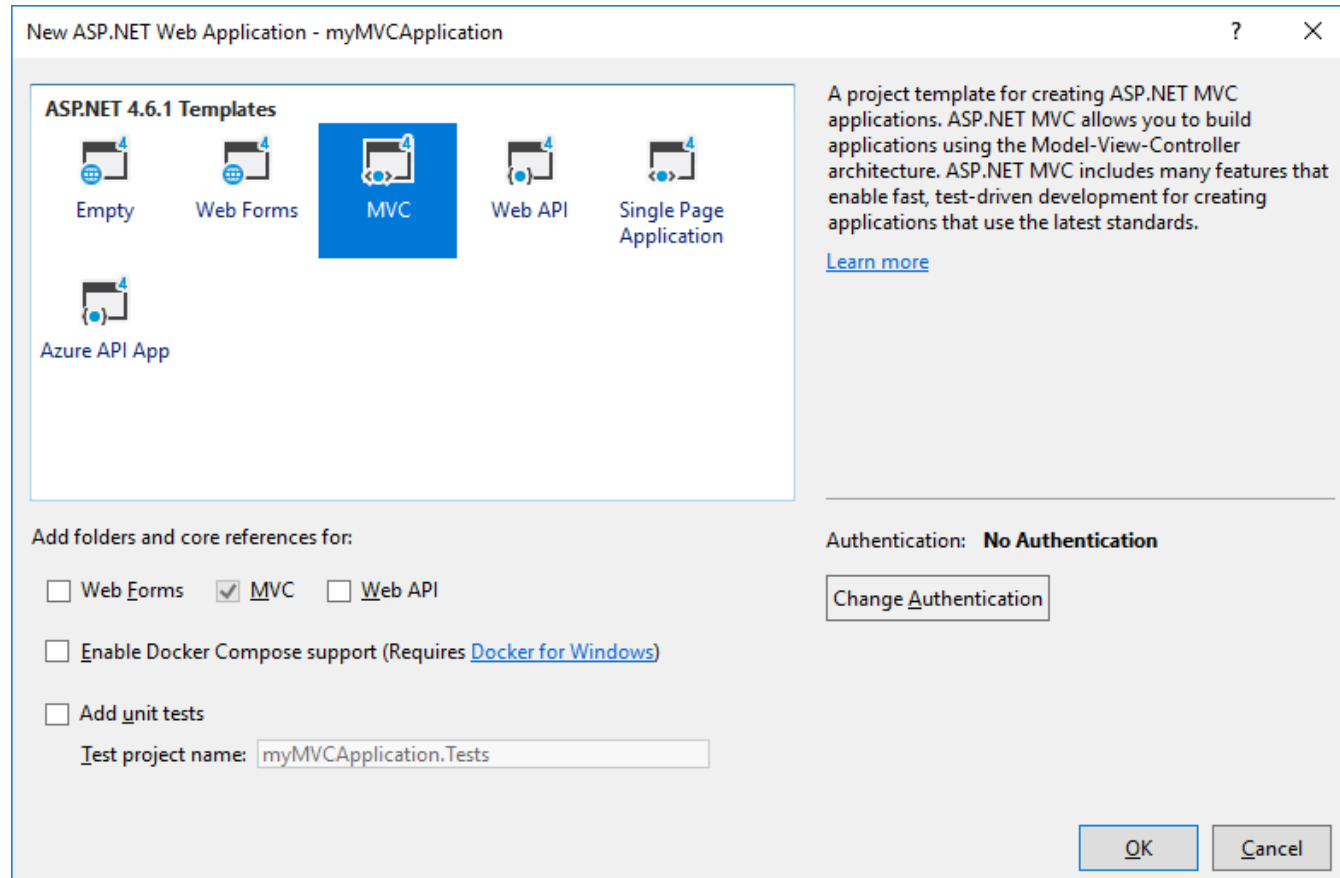 New ASP.NET Web Application - myMVCApplication
?
ASP.NET 4.6.1 Templates
4 4 4 4 4
Empty Web Forms MVC Web API Single Page
Application
4
Azure API App
A project template for creating ASP.NET MVC
applications. ASP.NET MVC allows you to build
applications using the Model-View-Controller
architecture. ASP.NET MVC includes many features that
enable fast, test-driven development for creating
applications that use the latest standards.
Learn more
Add folders and core references for:
Web Forms MVC Web API
Enable Docker Compose support (Requires Docker for Windows)
Add unit tests
Test project name: myMVCApplication.Tests
Authentication: No Authentication
Change Authentication
OK Cancel